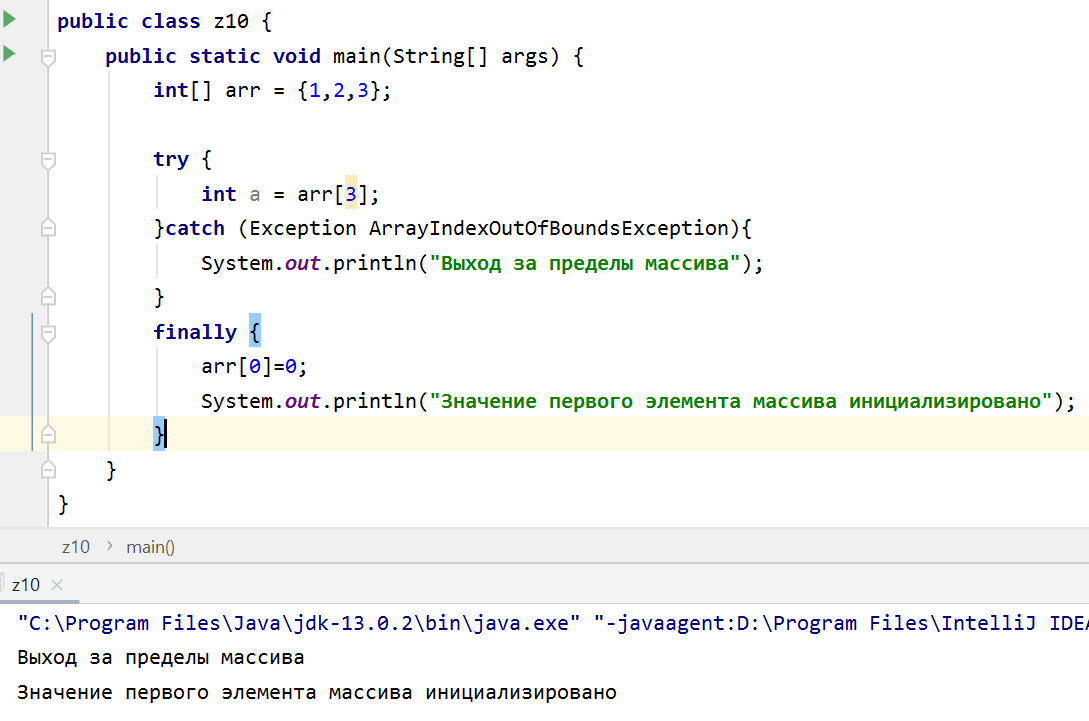 public class z10 {
    public static void main(String[] args) {
        int[] arr = {1,2,3};
        try {
            int a = arr[3];
        }catch (Exception ArrayIndexOutOfBoundsException){
            System.out.println("Выход за пределы массива");
        }
        finally {
            arr[0]=0;
            System.out.println("Значение первого элемента массива инициализировано");
        }
    }
}
z10 › main()
z10 ×
"C:\Program Files\Java\jdk-13.0.2\bin\java.exe" "-javaagent:D:\Program Files\IntelliJ IDEA
Выход за пределы массива
Значение первого элемента массива инициализировано